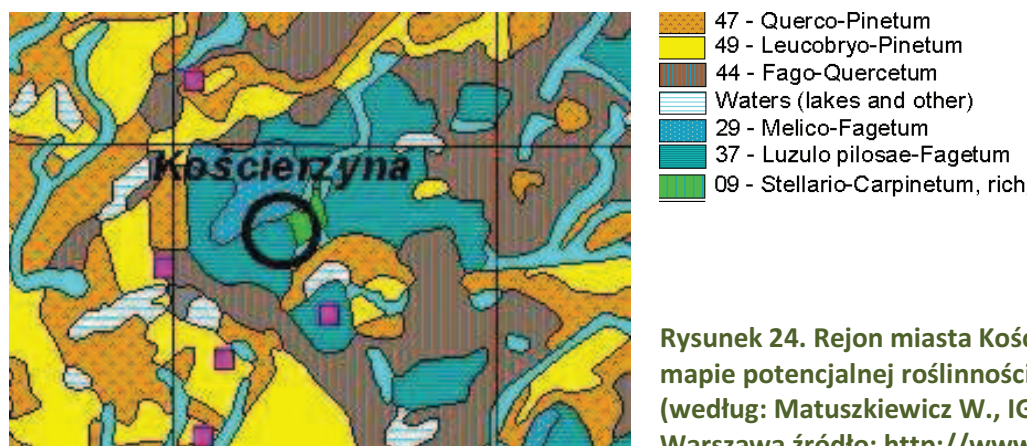 Kościerzyna
47 - Querco-Pinetum
49 - Leucobryo-Pinetum
44 - Fago-Quercetum
Waters (lakes and other)
29 - Melico-Fagetum
37 - Luzulo pilosae-Fagetum
09 - Stellario-Carpinetum, rich
Rysunek 24. Rejon miasta Kośc
mapie potencjalnej roślinności
(według: Matuszkiewicz W., IG
Warszawa źródło: http://www